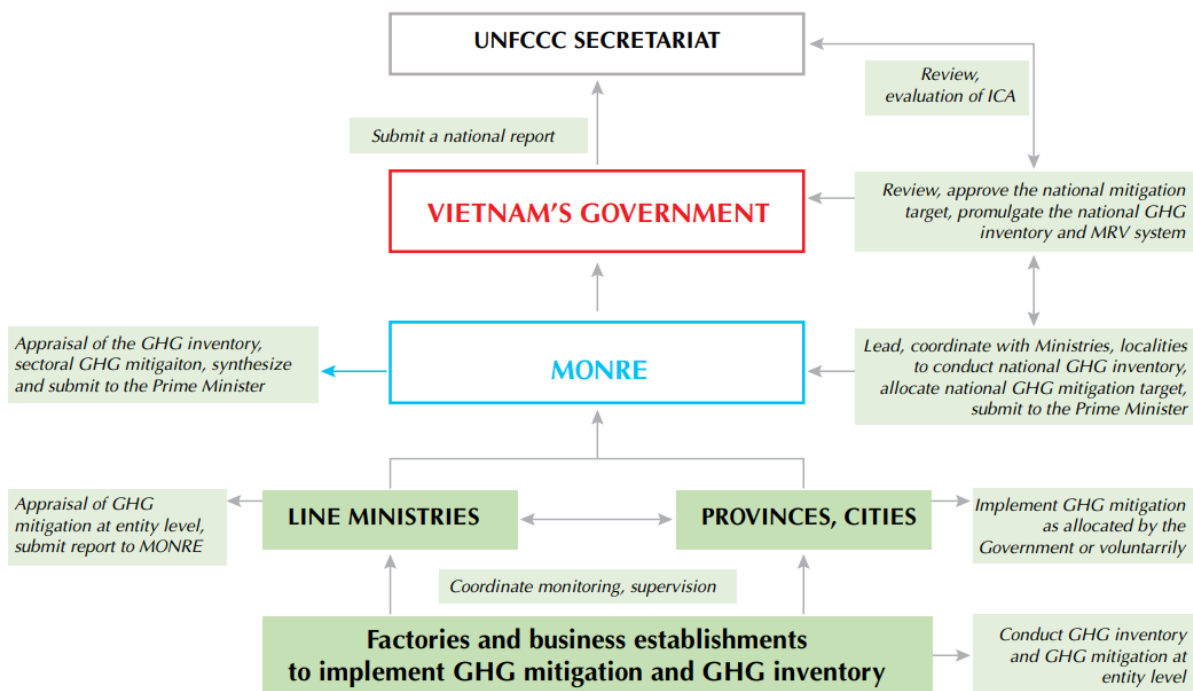 UNFCCC SECRETARIAT
Review,
evaluation of ICA
Submit a national report
VIETNAM'S GOVERNMENT
Review, approve the national mitigation
target, promulgate the national GHG
inventory and MRV system
Appraisal of the GHG inventory,
sectoral GHG mitigaiton, synthesize
and submit to the Prime Minister
MONRE
Lead, coordinate with Ministries, localities
to conduct national GHG inventory,
allocate national GHG mitigation target,
submit to the Prime Minister
Appraisal of GHG
mitigation at entity level,
submit report to MONRE
LINE MINISTRIES
PROVINCES, CITIES
Implement GHG mitigation
as allocated by the
Government or voluntarrily
Coordinate monitoring, supervision
Factories and business establishments
to implement GHG mitigation and GHG inventory
Conduct GHG inventory
and GHG mitigation at
entity level